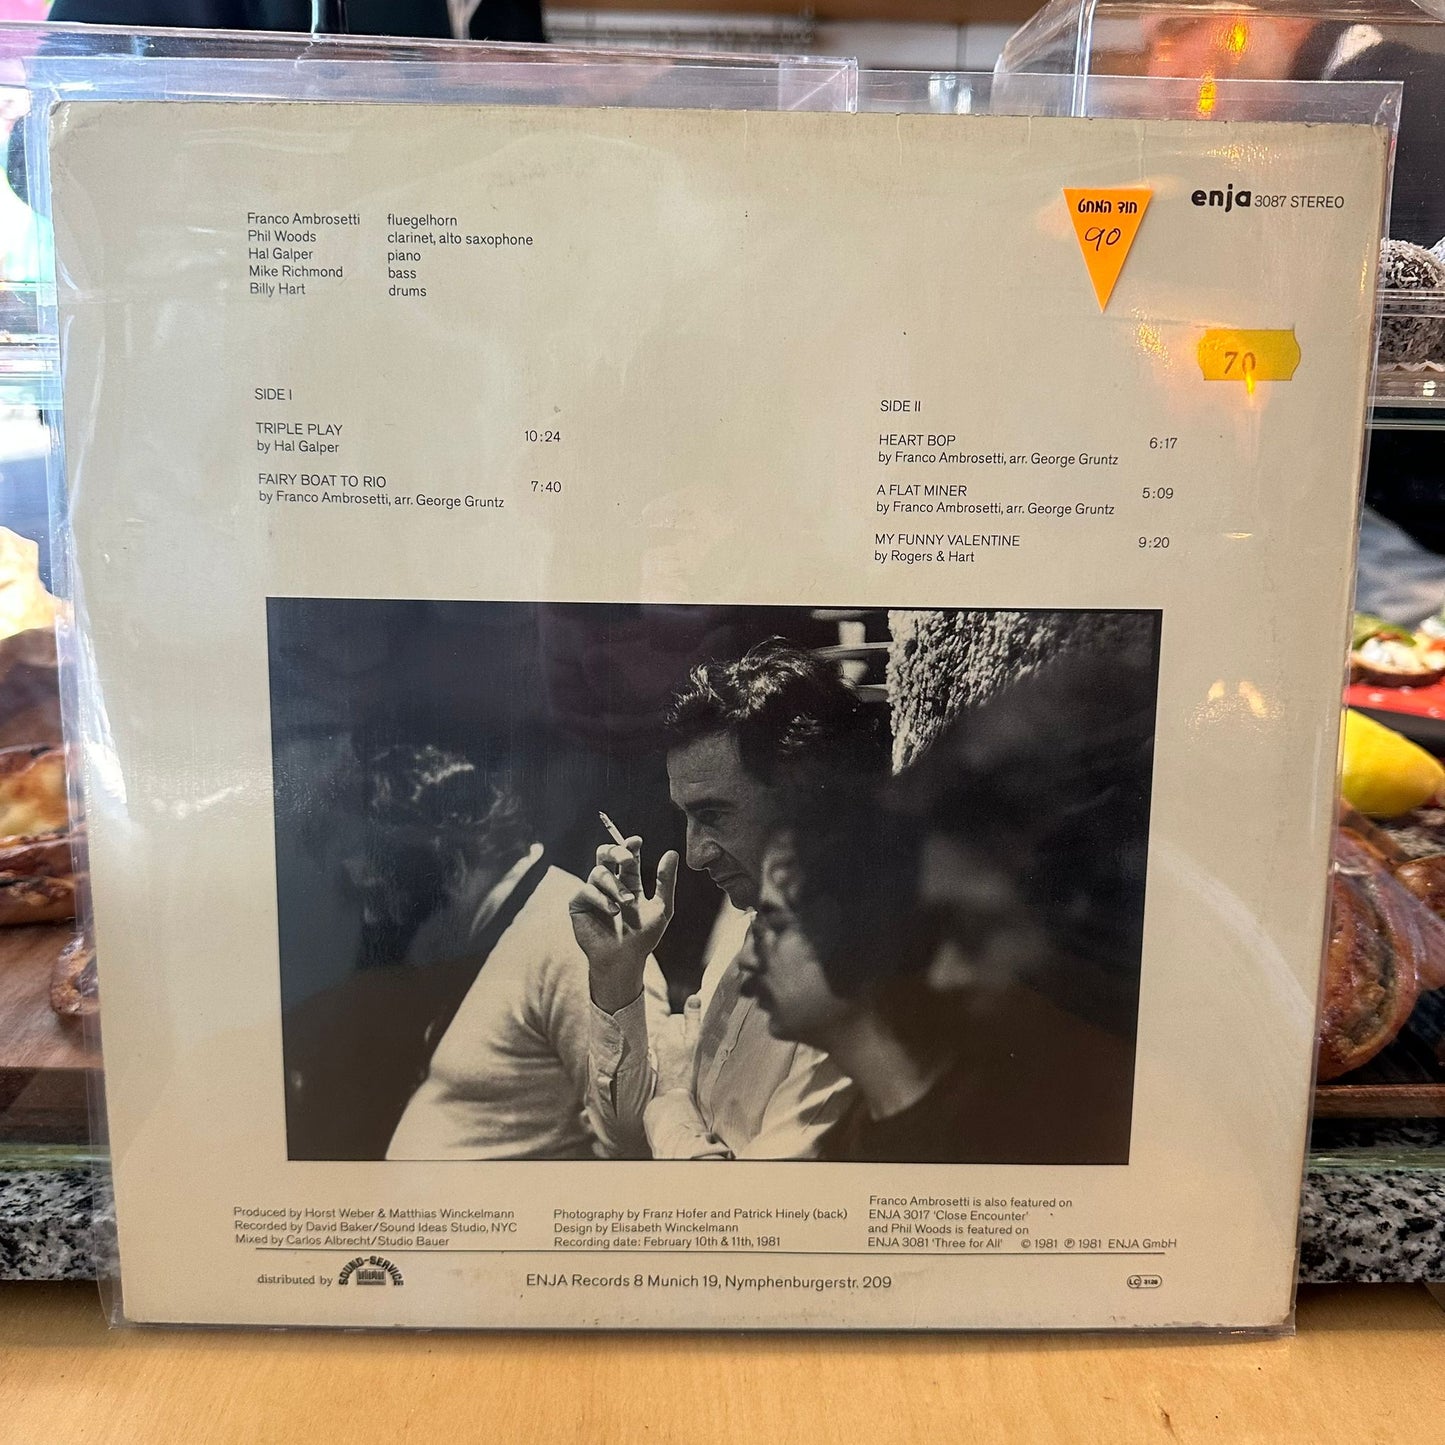 Franco Ambrosetti fluegelhorn
Phil Woods clarinet, alto saxophone
Hal Galper piano
Mike Richmond bass
Billy Hart drums
חוד המחט
90
enja 3087 STEREO
70
SIDE I
TRIPLE PLAY 10:24
by Hal Galper
FAIRY BOAT TO RIO 7:40
by Franco Ambrosetti, arr. George Gruntz
SIDE II
HEART BOP 6:17
by Franco Ambrosetti, arr. George Gruntz
A FLAT MINER 5:09
by Franco Ambrosetti, arr. George Gruntz
MY FUNNY VALENTINE 9:20
by Rogers & Hart
Produced by Horst Weber & Matthias Winckelmann
Recorded by David Baker/Sound Ideas Studio, NYC
Mixed by Carlos Albrecht/Studio Bauer
Photography by Franz Hofer and Patrick Hinely (back)
Design by Elisabeth Winckelmann
Recording date: February 10th & 11th, 1981
Franco Ambrosetti is also featured on
ENJA 3017 'Close Encounter'
and Phil Woods is featured on
ENJA 3081 'Three for All' © 1981 ℗ 1981 ENJA GmbH
distributed by SOUND-SERVICE
ENJA Records 8 Munich 19, Nymphenburgerstr. 209
LC 3126